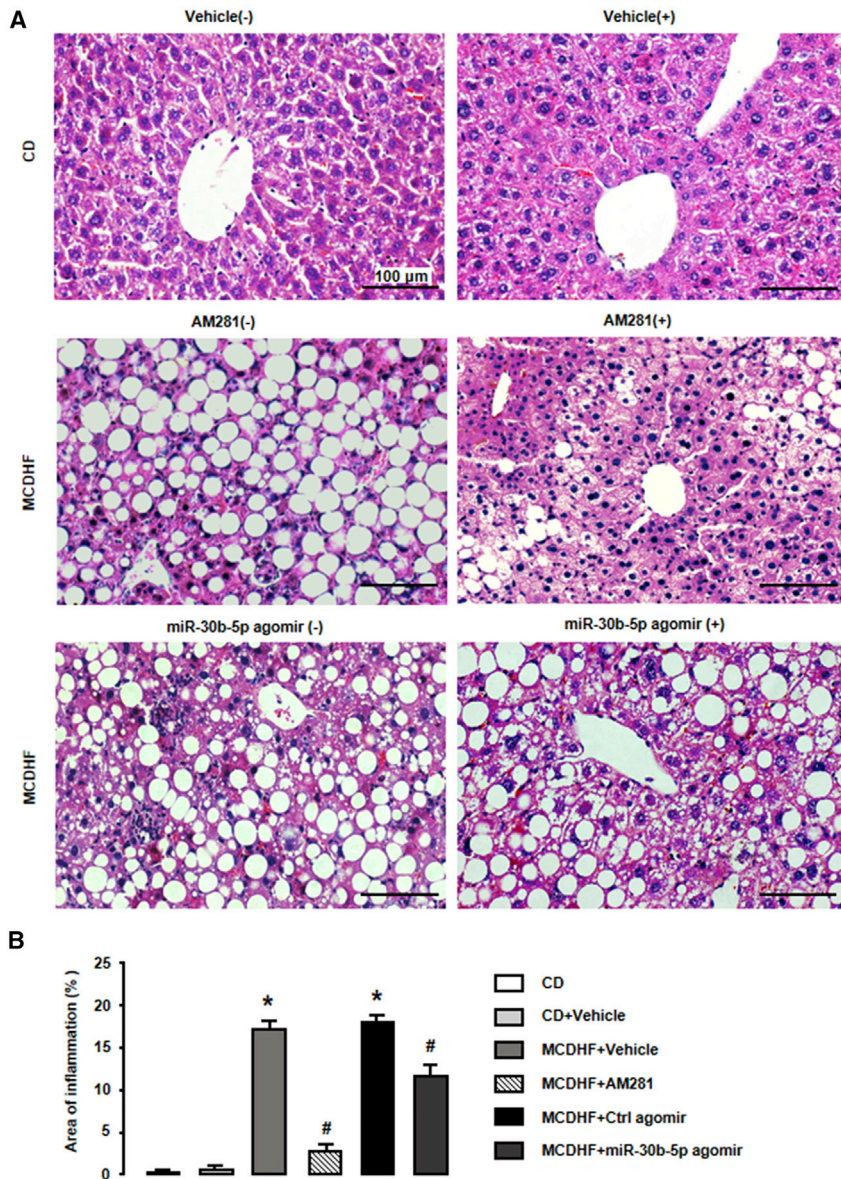 A
Vehicle(-)
Vehicle(+)
CD
100 µm
AM281(-)
AM281(+)
MCDHF
miR-30b-5p agomir (-)
miR-30b-5p agomir (+)
MCDHF
B
Area of inflammation (% )
25
20
15
10
5
0
*
#
*
#
CD
CD+Vehicle
MCDHF+Vehicle
MCDHF+AM281
MCDHF+Ctrl agomir
MCDHF+miR-30b-5p agomir